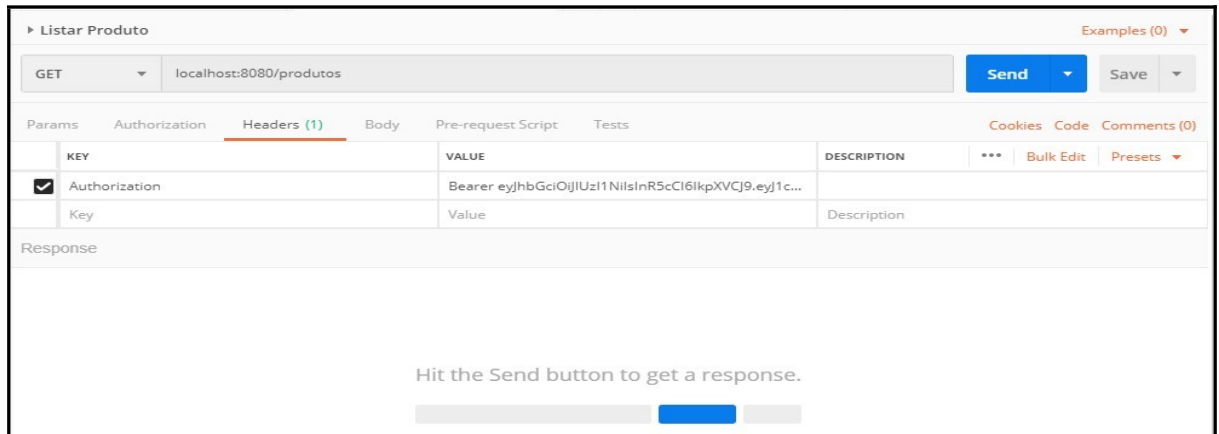 Listar Produto Examples (0)
GET localhost:8080/produtos Send Save
Params Authorization Headers (1) Body Pre-request Script Tests Cookies Code Comments (0)
KEY VALUE DESCRIPTION ••• Bulk Edit Presets
Authorization Bearer eyJhbGciOiJIUzI1NiIsInR5cCI6IkpXVCJ9.eyJ1c...
Key Value Description
Response
Hit the Send button to get a response.